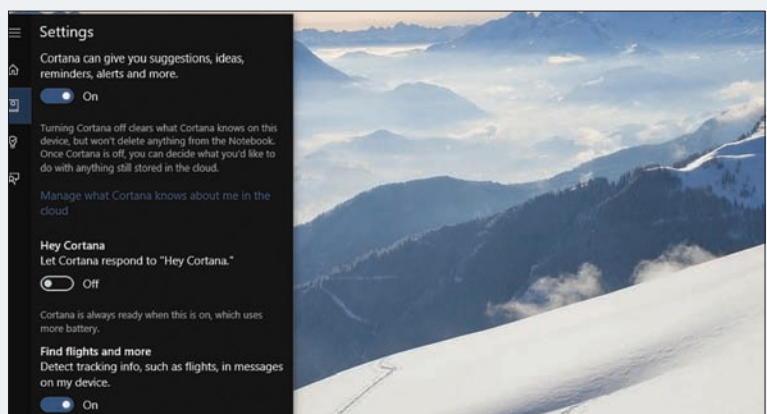 Settings
Cortana can give you suggestions, ideas,
reminders, alerts and more.
On
Turning Cortana off clears what Cortana knows on this
device, but won't delete anything from the Notebook.
Once Cortana is off, you can decide what you'd like to
do with anything still stored in the cloud.
Manage what Cortana knows about me in the
cloud
Hey Cortana
Let Cortana respond to "Hey Cortana."
Off
Cortana is always ready when this is on, which uses
more battery.
Find flights and more
Detect tracking info, such as flights, in messages
on my device.
On